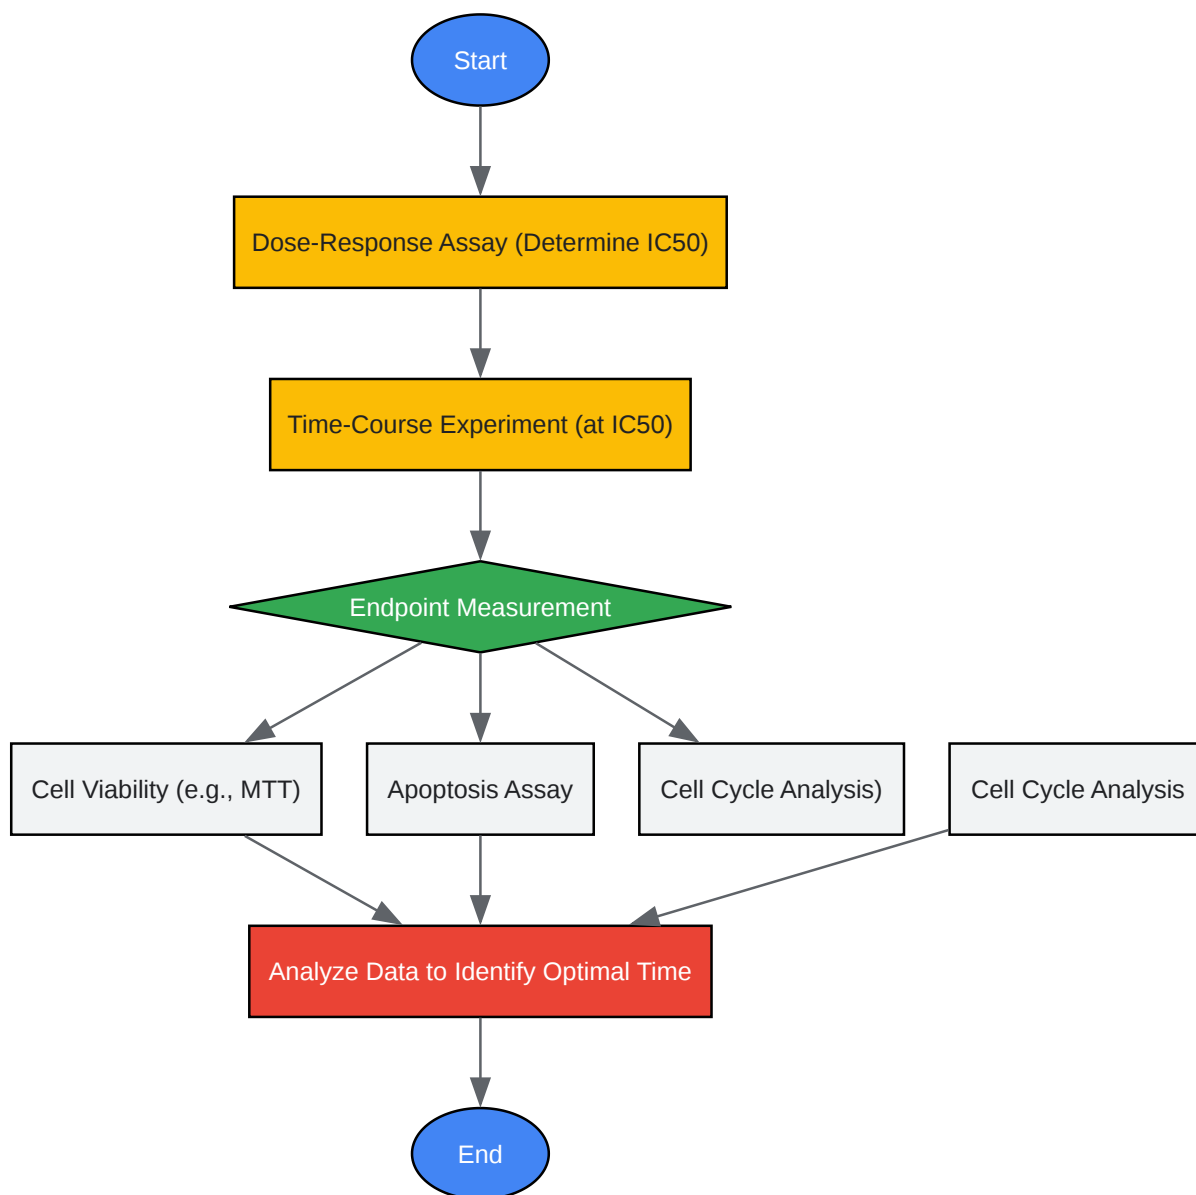 Start
Dose-Response Assay (Determine IC50)
Time-Course Experiment (at IC50)
Endpoint Measurement
Cell Viability (e.g., MTT)
Apoptosis Assay
Cell Cycle Analysis)
Cell Cycle Analysis
Analyze Data to Identify Optimal Time
End